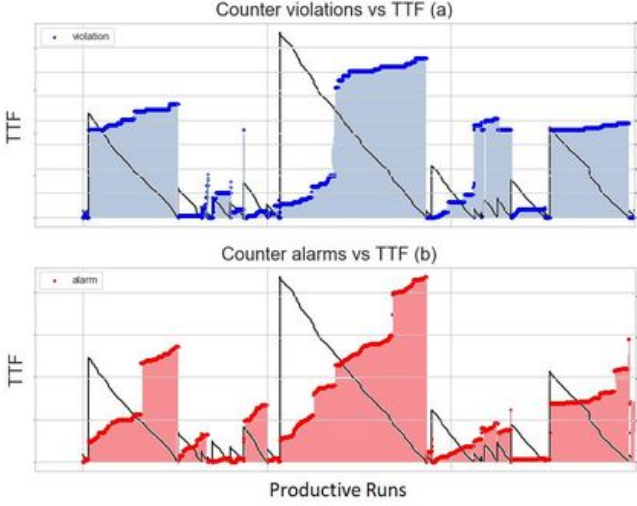 Counter violations vs TTF (a)
violation
TTF
Counter alarms vs TTF (b)
alarm
TTF
Productive Runs